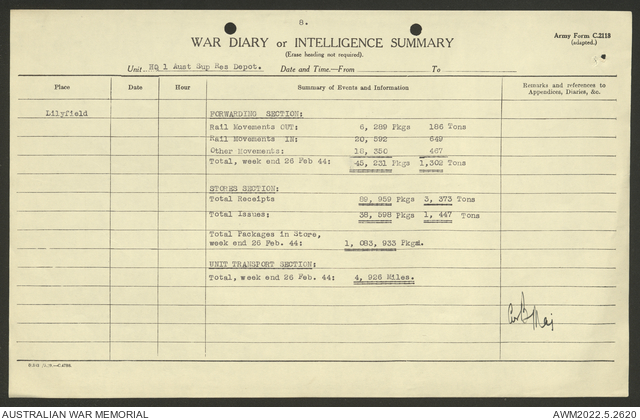 8.
WAR DIARY or INTELLIGENCE SUMMARY
Army Form C.2118
(adapted.)
(Erase heading not required).
Unit HQ 1 Aust Sup Res Depot. Date and Time.—From To
Place Date Hour Summary of Events and Information Remarks and references to
Appendices, Diaries, &c.
Lilyfield FORWARDING SECTION:
Rail Movements OUT: 6, 289 Pkgs 186 Tons
Rail Movements IN: 20, 592 649
Other Movements: 18, 350 467
Total, week end 26 Feb 44: 45, 231 Pkgs 1,302 Tons
STORES SECTION:
Total Receipts 89, 959 Pkgs 3, 373 Tons
Total Issues: 38, 598 Pkgs 1, 447 Tons
Total Packages in Store,
week end 26 Feb. 44: 1, 083, 933 Pkgs.
UNIT TRANSPORT SECTION:
Total, week end 26 Feb. 44: 4, 926 Miles.
Maj
AUSTRALIAN WAR MEMORIAL AWM2022.5.2620